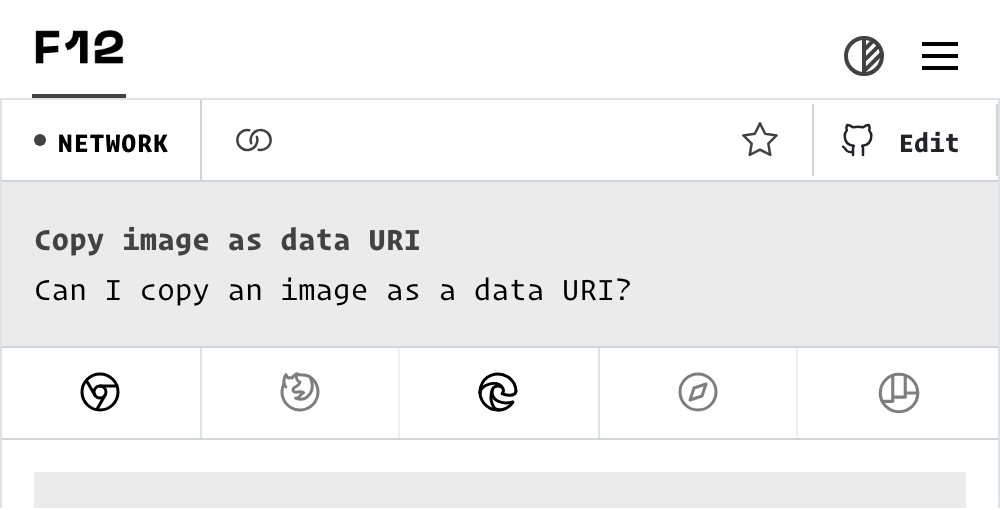 F12
NETWORK
Edit
Copy image as data URI
Can I copy an image as a data URI?